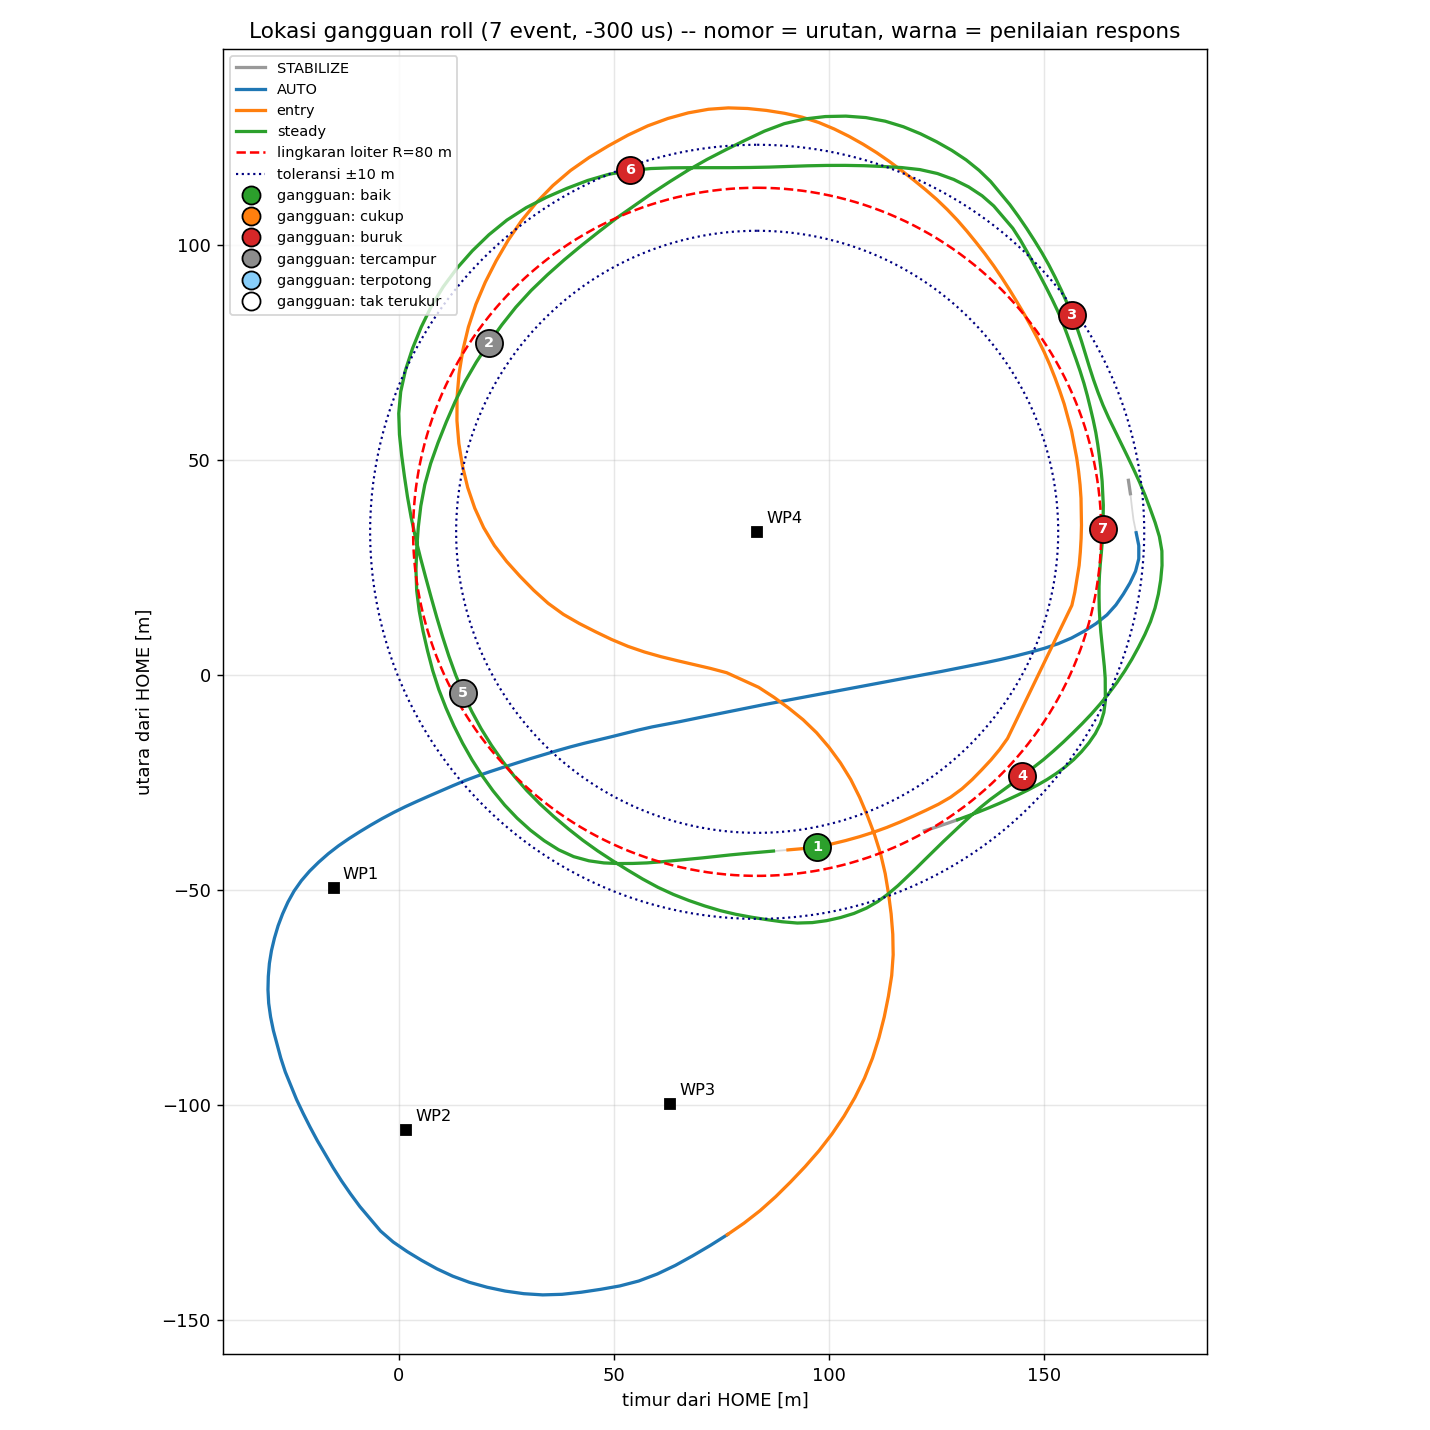 Lokasi gangguan roll (7 event, -300 us) -- nomor = urutan, warna = penilaian respons
STABILIZE
AUTO
entry
steady
lingkaran loiter R=80 m
toleransi ±10 m
gangguan: baik
gangguan: cukup
gangguan: buruk
gangguan: tercampur
gangguan: terpotong
gangguan: tak terukur
6
3
2
WP4
7
5
4
1
WP1
WP3
WP2
100
50
0
−50
−100
−150
utara dari HOME [m]
0
50
100
150
timur dari HOME [m]